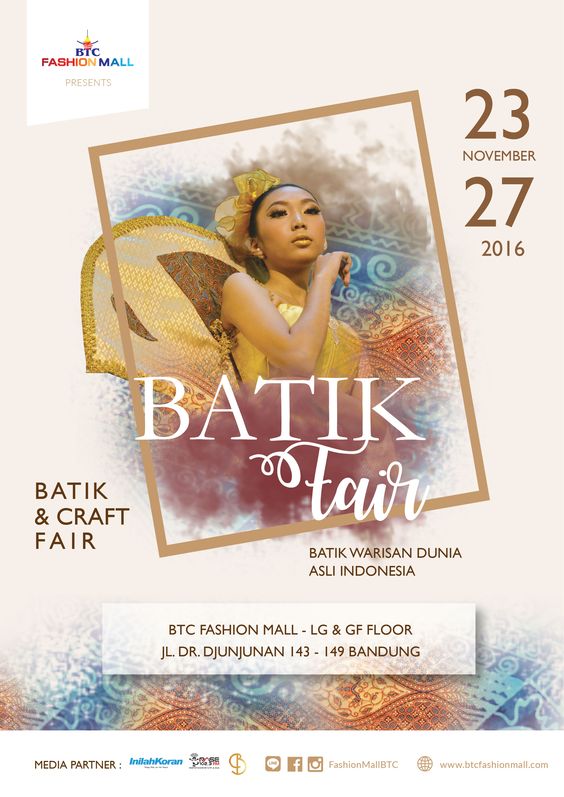 BTC
FASHION MALL
PRESENTS
23
NOVEMBER
27
2016
BATIK
Fair
BATIK
& CRAFT
FAIR
BATIK WARISAN DUNIA
ASLI INDONESIA
BTC FASHION MALL - LG & GF FLOOR
JL. DR. DJUNJUNAN 143 - 149 BANDUNG
MEDIA PARTNER : InilahKoran FashionMallBTC www.btcfashionmall.com